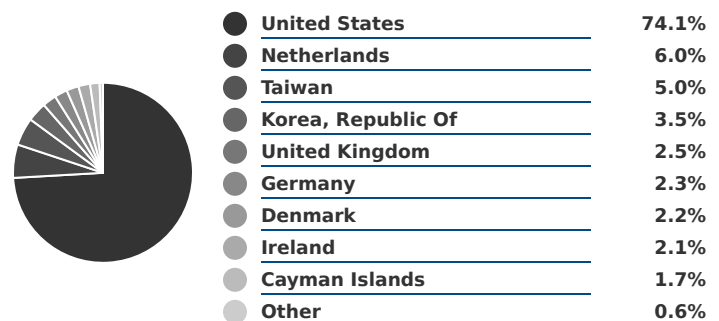 United States 74.1%
Netherlands 6.0%
Taiwan 5.0%
Korea, Republic Of 3.5%
United Kingdom 2.5%
Germany 2.3%
Denmark 2.2%
Ireland 2.1%
Cayman Islands 1.7%
Other 0.6%